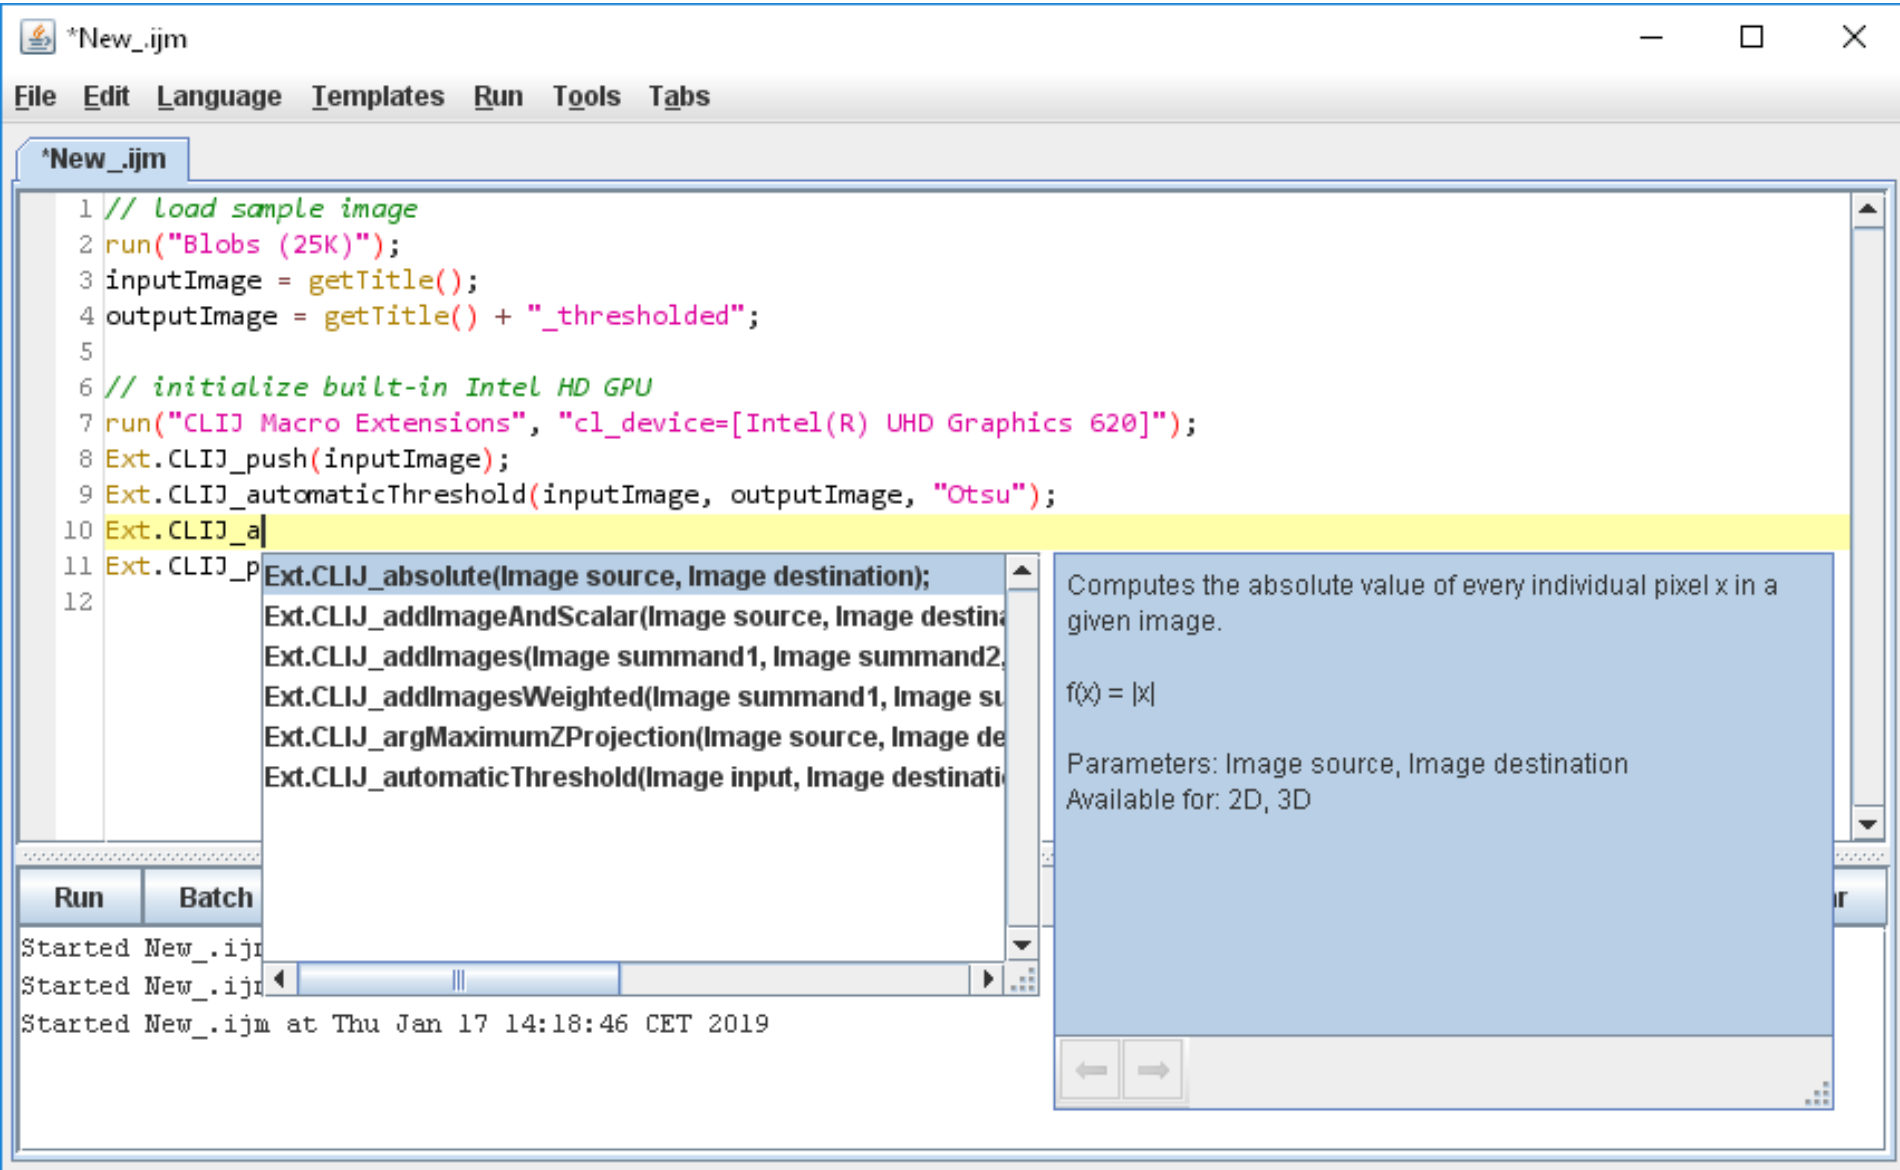 *New_.ijm
File Edit Language Templates Run Tools Tabs
*New_.ijm
1 // load sample image
2 run("Blobs (25K)");
3 inputImage = getTitle();
4 outputImage = getTitle() + "_thresholded";
5
6 // initialize built-in Intel HD GPU
7 run("CLIJ Macro Extensions", "cl_device=[Intel(R) UHD Graphics 620]");
8 Ext.CLIJ_push(inputImage);
9 Ext.CLIJ_automaticThreshold(inputImage, outputImage, "Otsu");
10 Ext.CLIJ_a
11 Ext.CLIJ_p
12
Ext.CLIJ_absolute(Image source, Image destination);
Ext.CLIJ_addImageAndScalar(Image source, Image destina
Ext.CLIJ_addImages(Image summand1, Image summand2,
Ext.CLIJ_addImagesWeighted(Image summand1, Image su
Ext.CLIJ_argMaximumZProjection(Image source, Image de
Ext.CLIJ_automaticThreshold(Image input, Image destinati
Computes the absolute value of every individual pixel x in a
given image.
f(x) = |x|
Parameters: Image source, Image destination
Available for: 2D, 3D
Run Batch
Started New_.ij
Started New_.ij
Started New_.ijm at Thu Jan 17 14:18:46 CET 2019